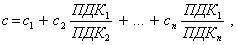 c = c₁ + c₂ ПДК₁/ПДК₂ + ... + cₙ ПДК₁/ПДКₙ ,